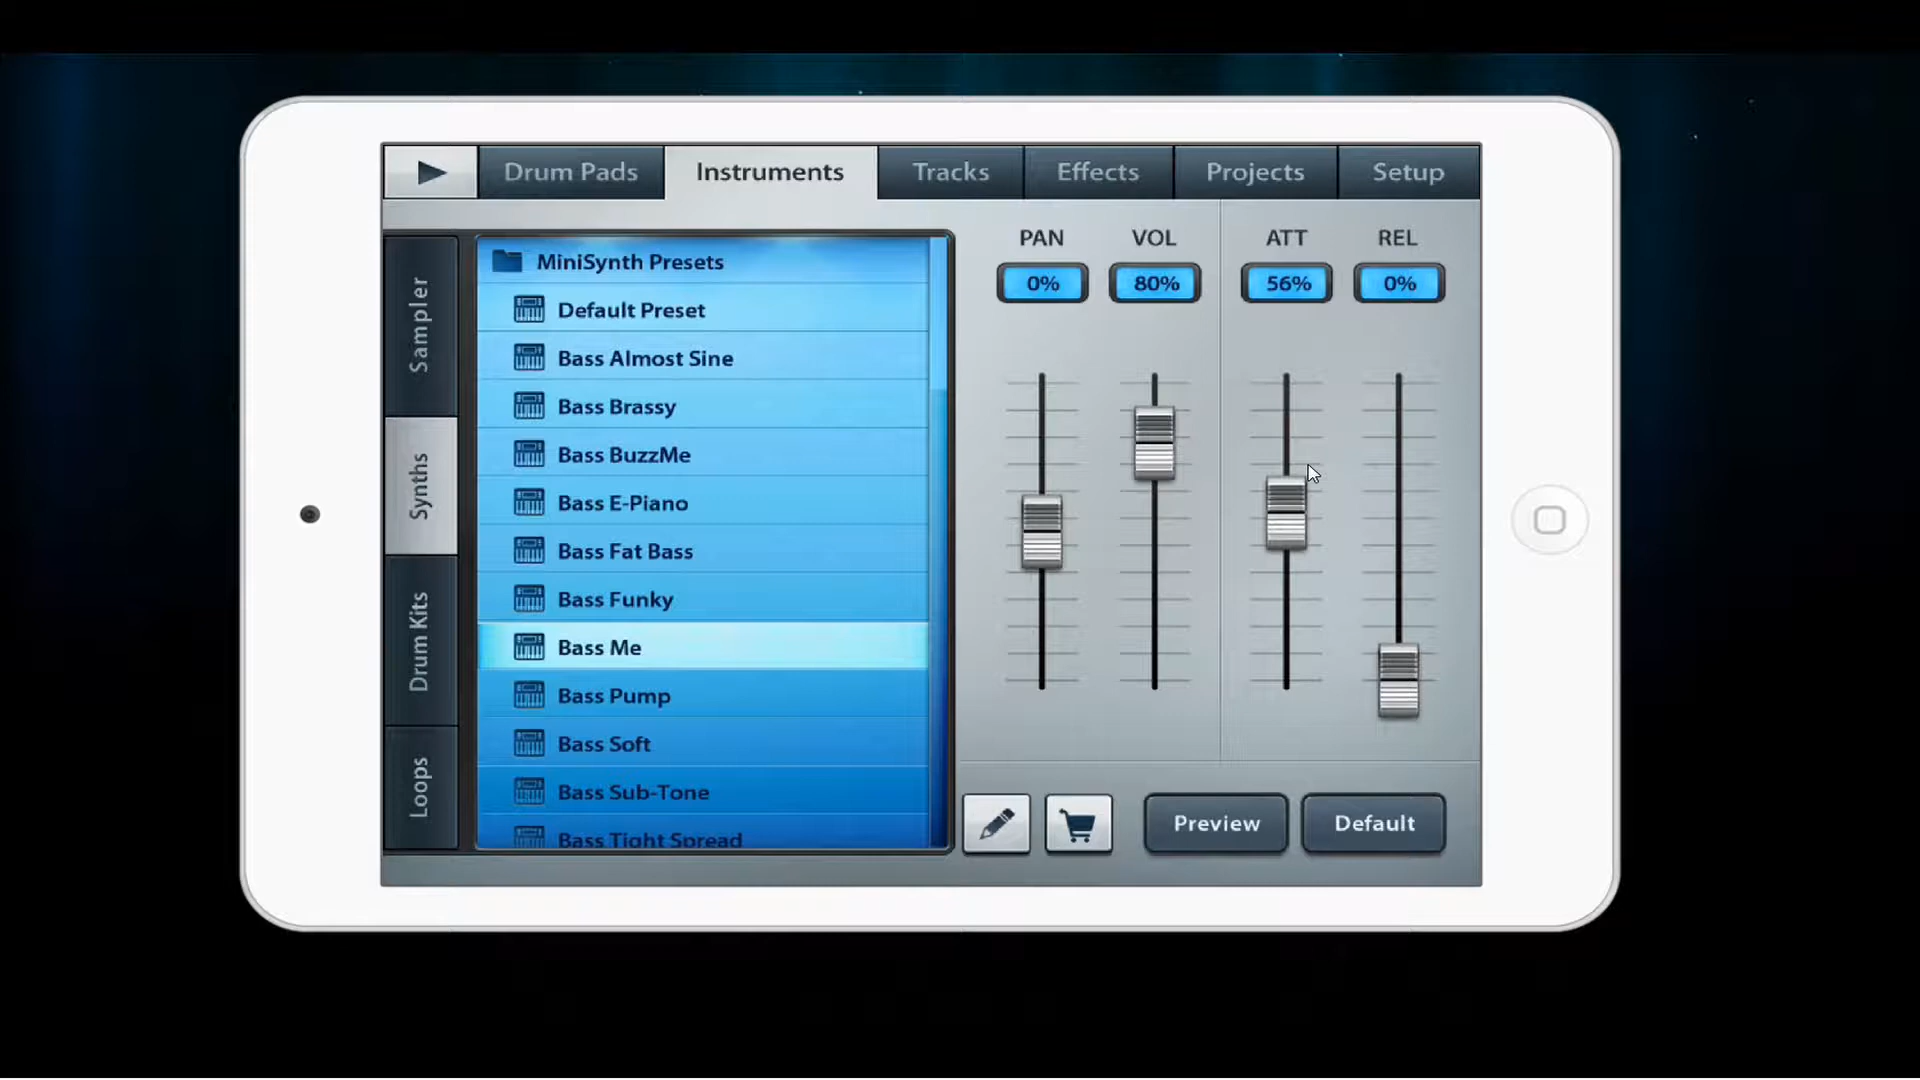 Drum Pads
Instruments
Tracks
Effects
Projects
Setup
Sampler
Synths
Drum Kits
Loops
MiniSynth Presets
Default Preset
Bass Almost Sine
Bass Brassy
Bass BuzzMe
Bass E-Piano
Bass Fat Bass
Bass Funky
Bass Me
Bass Pump
Bass Soft
Bass Sub-Tone
Bass Tight Spread
PAN
VOL
ATT
REL
0%
80%
56%
0%
Preview
Default